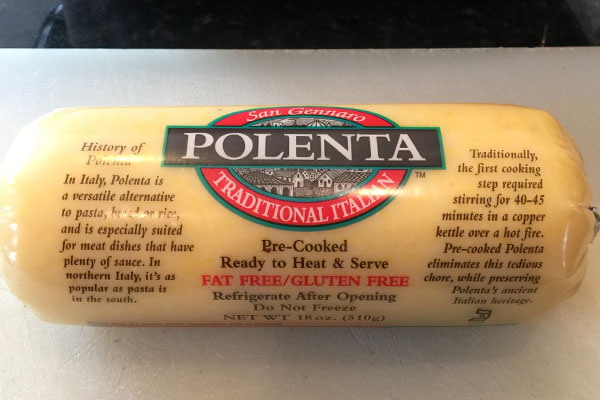 San Gennaro
POLENTA
TRADITIONAL ITALIAN
TM
History of
Polenta
In Italy, Polenta is
a versatile alternative
to pasta, bread or rice,
and is especially suited
for meat dishes that have
plenty of sauce. In
northern Italy, it's as
popular as pasta is
in the south.
Pre-Cooked
Ready to Heat & Serve
FAT FREE/GLUTEN FREE
Refrigerate After Opening
Do Not Freeze
NET WT 18 oz. (510g)
Traditionally,
the first cooking
step required
stirring for 40-45
minutes in a copper
kettle over a hot fire.
Pre-cooked Polenta
eliminates this tedious
chore, while preserving
Polenta's ancient
Italian heritage.